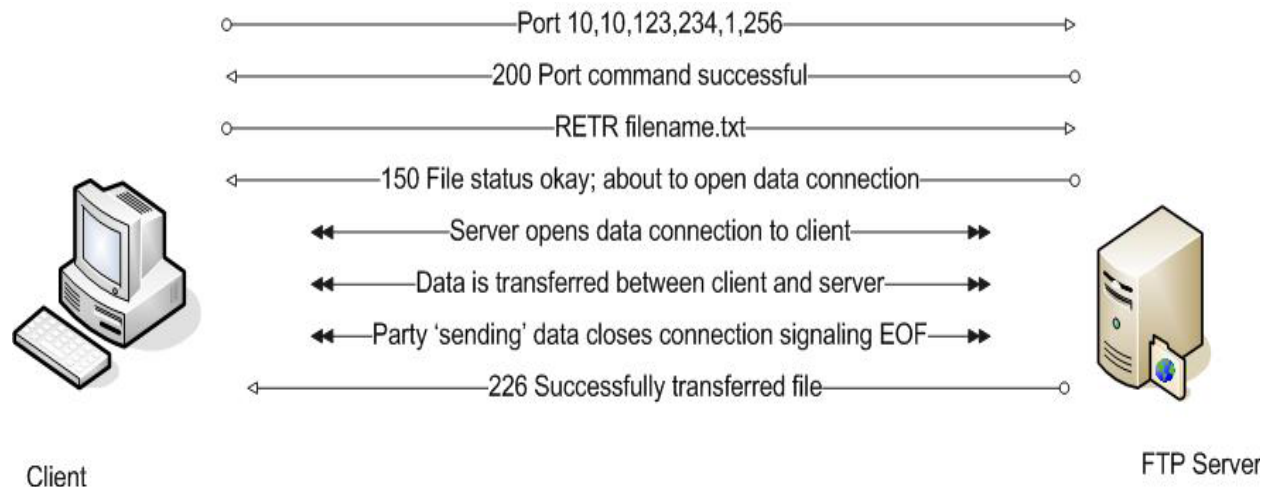 Port 10,10,123,234,1,256
200 Port command successful
RETR filename.txt
150 File status okay; about to open data connection
Server opens data connection to client
Data is transferred between client and server
Party ‘sending’ data closes connection signaling EOF
226 Successfully transferred file
Client
FTP Server